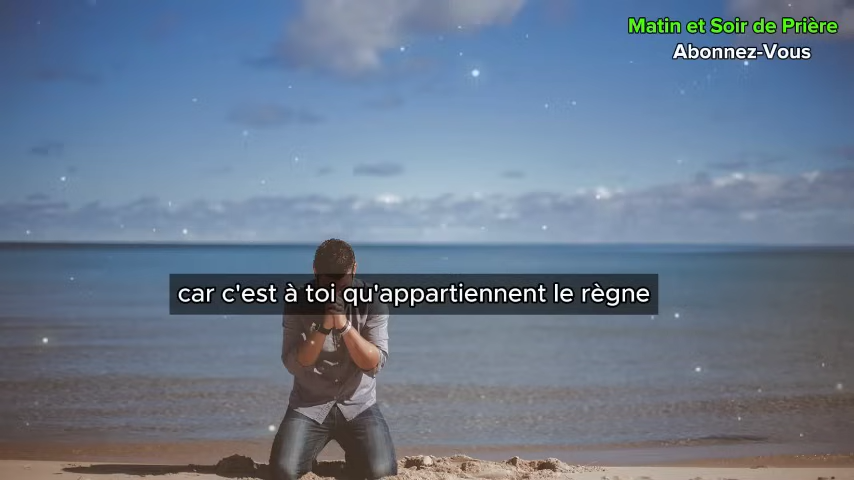 Matin et Soir de Prière
Abonnez-Vous
car c'est à toi qu'appartiennent le règne